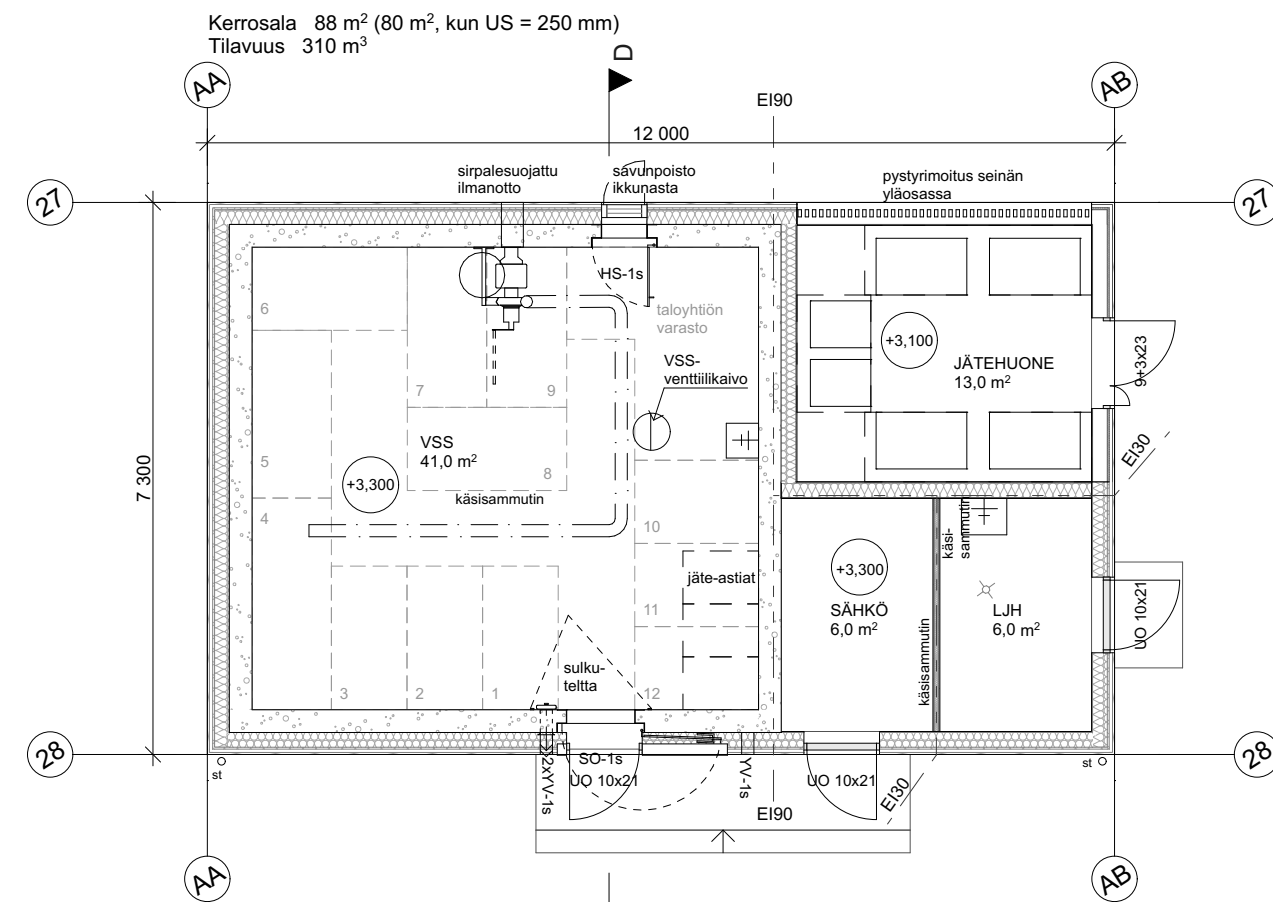 Kerrosala 88 m² (80 m², kun US = 250 mm)
Tilavuus 310 m³
D
AA
AB
EI90
12 000
sirpalesuojattu
ilmanotto
savunpoisto
ikkunasta
pystyrimoitus seinän
yläosassa
27
27
HS-1s
6
taloyhtiön
varasto
+3,100
9+3x23
VSS-
venttiilikaivo
JÄTEHUONE
13,0 m²
7
9
VSS
41,0 m²
EI30
7 300
5
8
+3,300
käsisammutin
4
10
käsi-
sammutin
jäte-astiat
+3,300
11
SÄHKÖ
6,0 m²
LJH
6,0 m²
UO 10x21
käsisammutin
sulku-
teltta
3
2
1
12
28
28
st
2xYV-1s
SO-1s
UO 10x21
YV-1s
UO 10x21
EI30
st
EI90
AA
AB